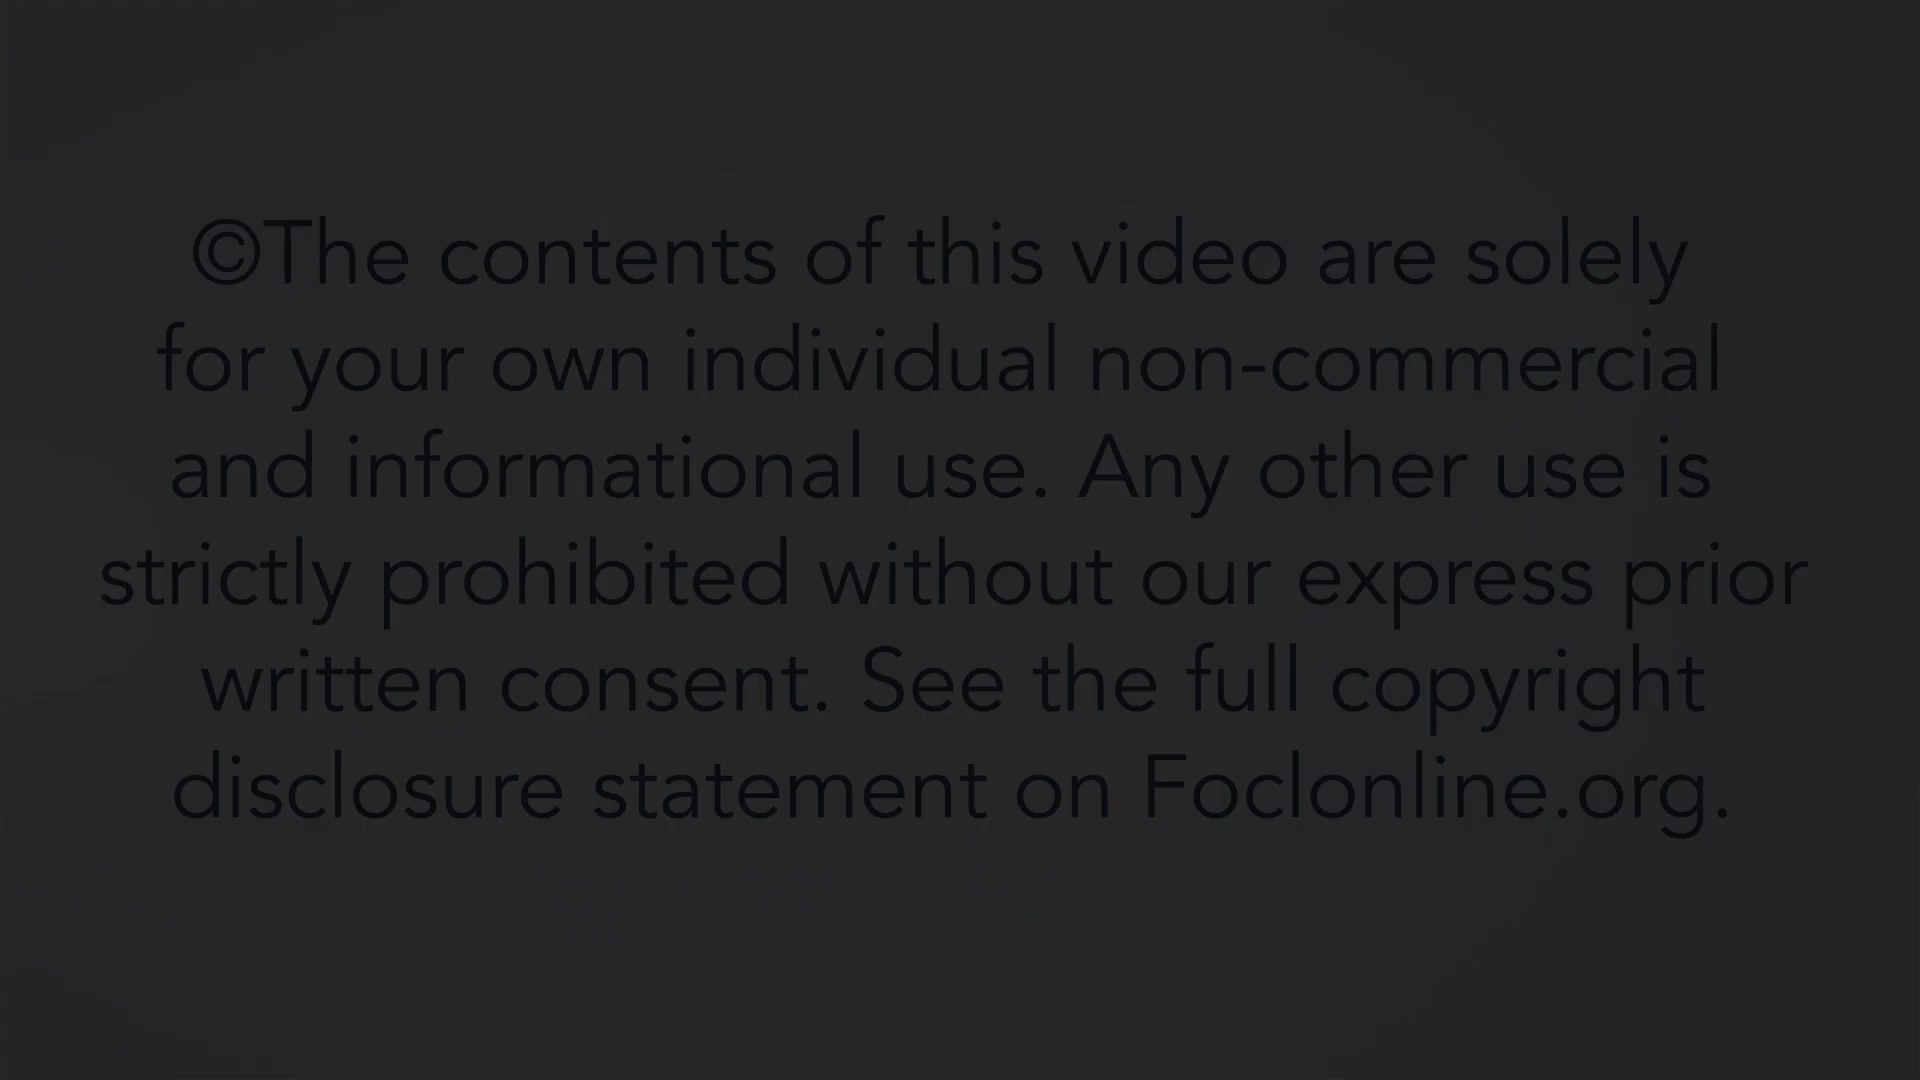 ©The contents of this video are solely
for your own individual non-commercial
and informational use. Any other use is
strictly prohibited without our express prior
written consent. See the full copyright
disclosure statement on Foclonline.org.